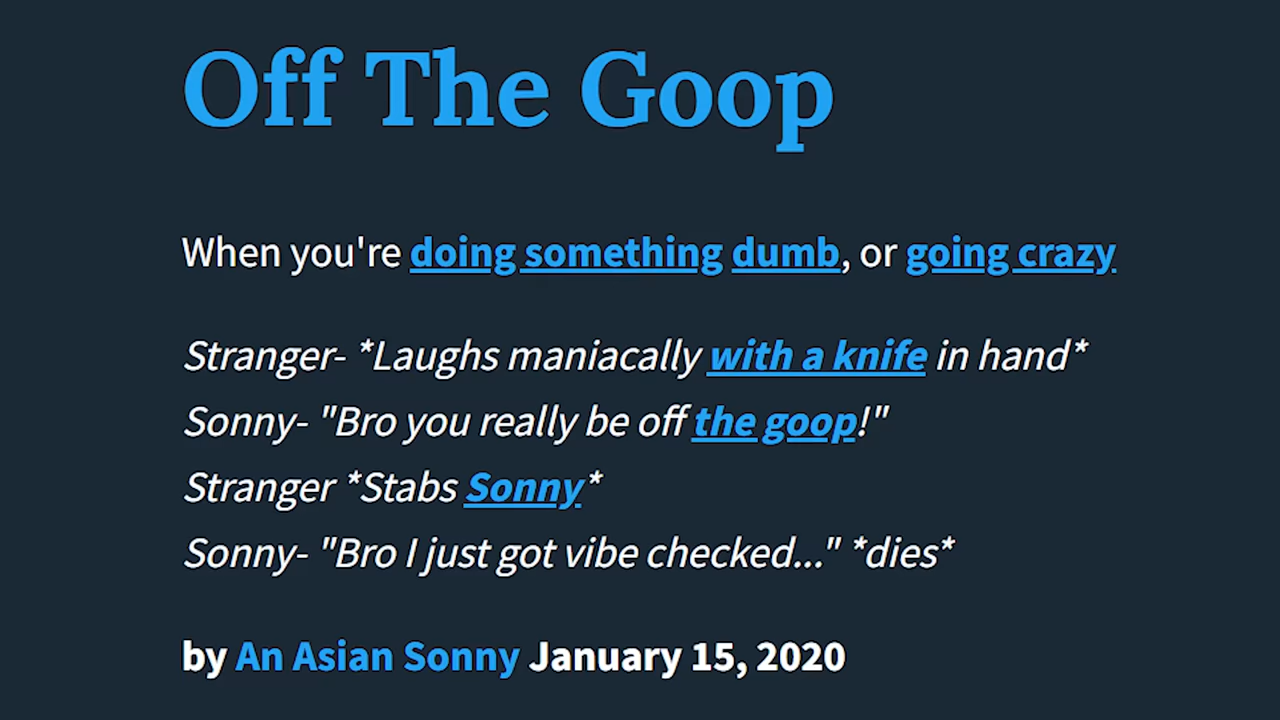 Off The Goop
When you're doing something dumb, or going crazy
Stranger- *Laughs maniacally with a knife in hand*
Sonny- "Bro you really be off the goop!"
Stranger *Stabs Sonny*
Sonny- "Bro I just got vibe checked..." *dies*
by An Asian Sonny January 15, 2020